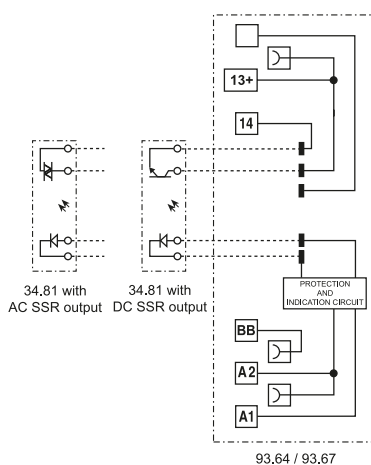 13+
14
34.81 with
AC SSR output
34.81 with
DC SSR output
PROTECTION
AND
INDICATION CIRCUIT
BB
A2
A1
93.64 / 93.67